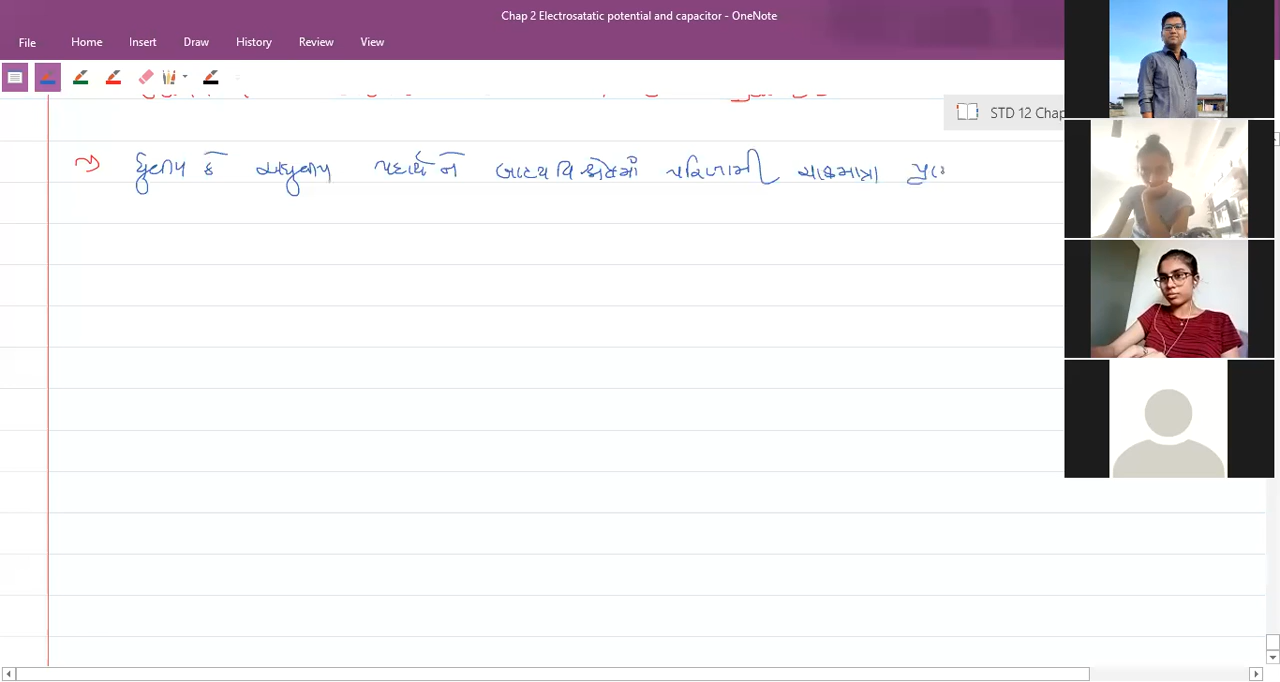 Chap 2 Electrosatatic potential and capacitor - OneNote
File Home Insert Draw History Review View
STD 12 Chap
ધ્રુવીય કે અધ્રુવીય પદાર્થને બાહ્ય વિ ક્ષેત્રમાં પરિણામી ચાકમાત્રા